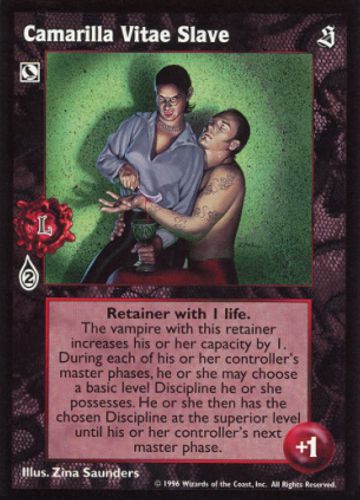 Camarilla Vitae Slave
L
2
Retainer with 1 life.
The vampire with this retainer
increases his or her capacity by 1.
During each of his or her controller's
master phases, he or she may choose
a basic level Discipline he or she
possesses. He or she then has the
chosen Discipline at the superior level
until his or her controller's next
master phase.
+1
Illus. Zina Saunders
© 1996 Wizards of the Coast, Inc. All Rights Reserved.